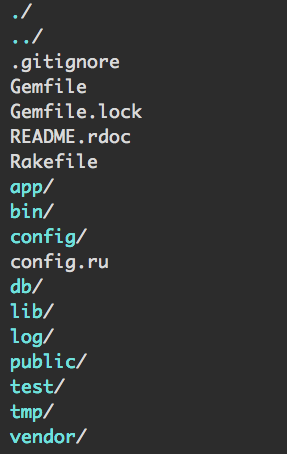 ./
../
.gitignore
Gemfile
Gemfile.lock
README.rdoc
Rakefile
app/
bin/
config/
config.ru
db/
lib/
log/
public/
test/
tmp/
vendor/